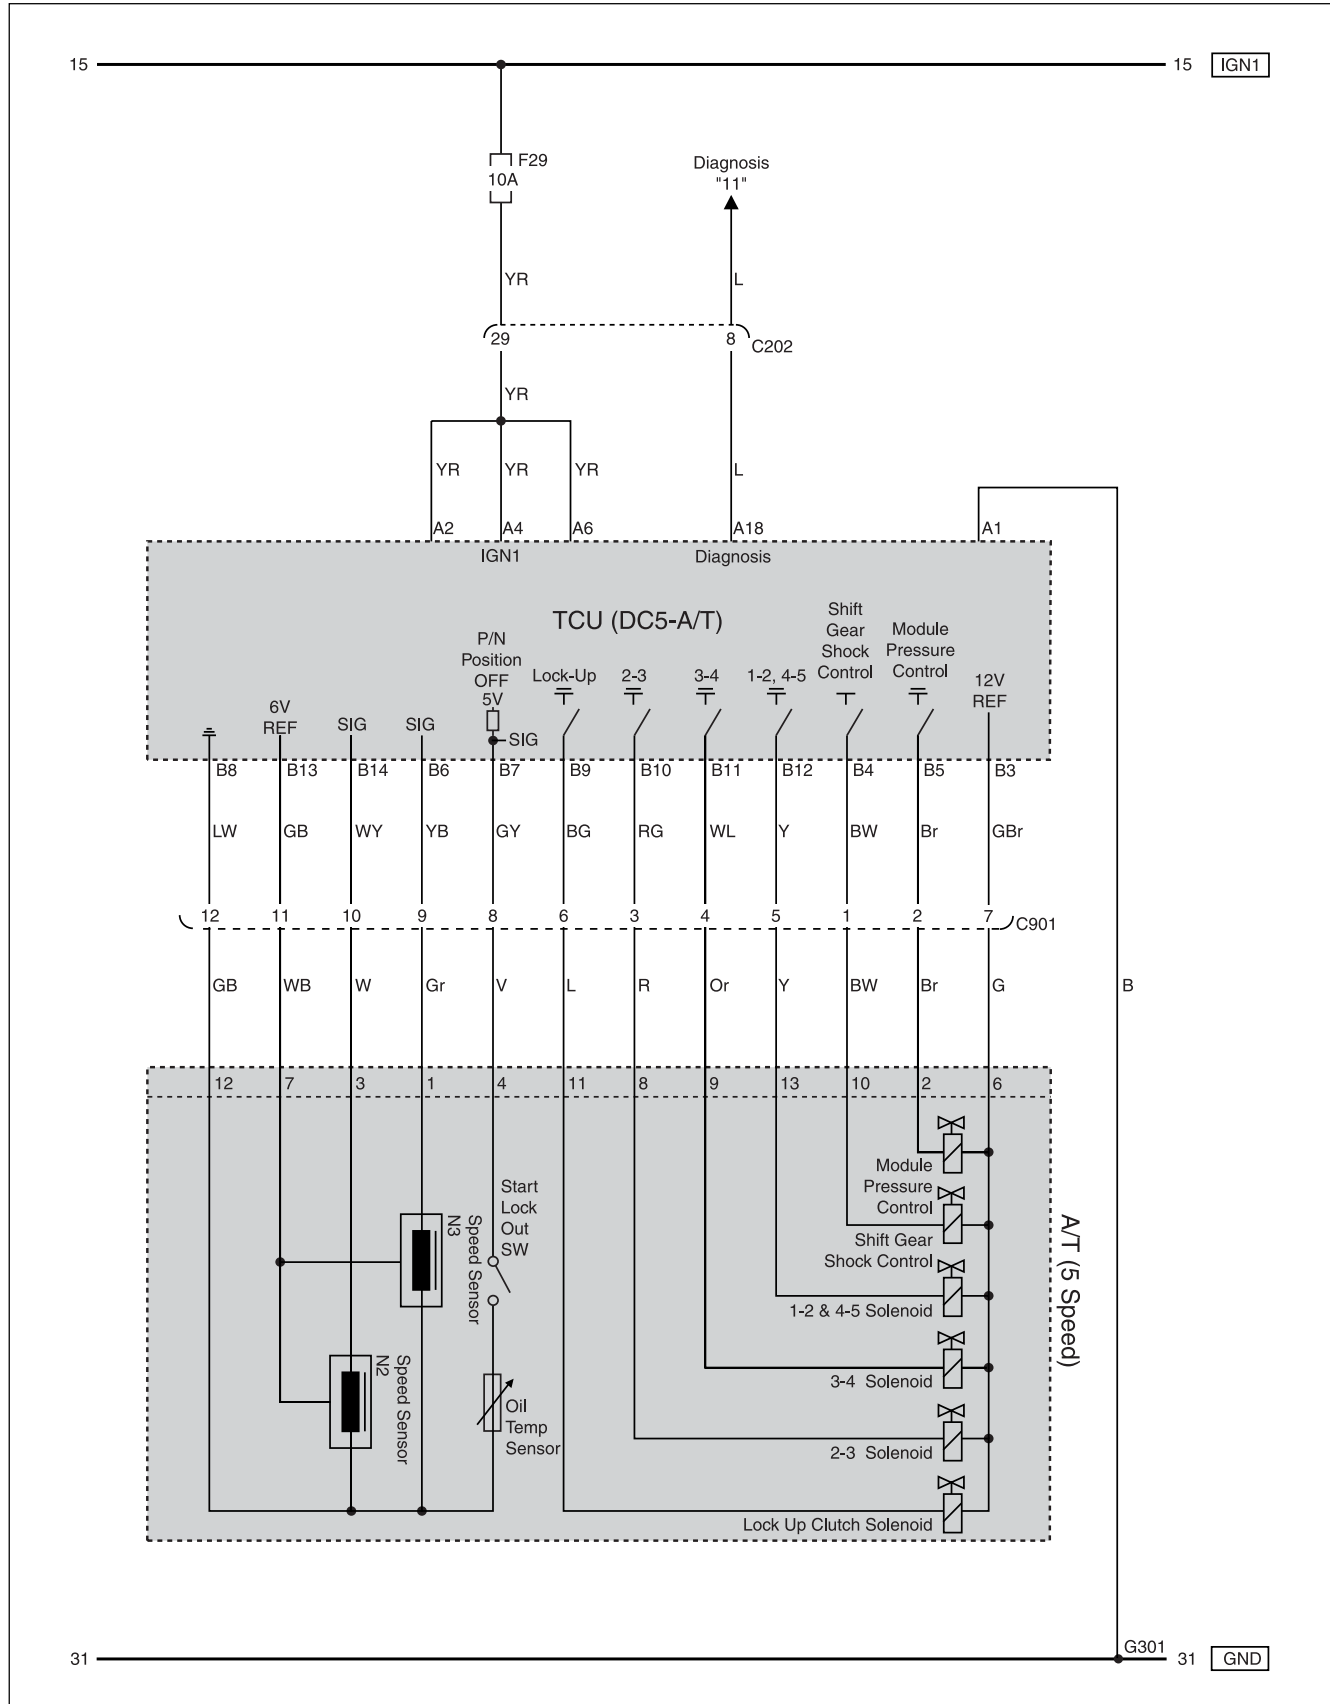 15
15 IGN1
F29
10A
Diagnosis
"11"
YR
L
29
8
C202
YR
YR
YR
YR
L
A2
A4
A6
A18
A1
IGN1
Diagnosis
TCU (DC5-A/T)
P/N
Position
OFF
5V
SIG
Lock-Up
2-3
3-4
1-2, 4-5
Shift
Gear
Shock
Control
Module
Pressure
Control
12V
REF
6V
REF
SIG
SIG
B8
B13
B14
B6
B7
B9
B10
B11
B12
B4
B5
B3
LW
GB
WY
YB
GY
BG
RG
WL
Y
BW
Br
GBr
12
11
10
9
8
6
3
4
5
1
2
7
C901
GB
WB
W
Gr
V
L
R
Or
Y
BW
Br
G
B
12
7
3
1
4
11
8
9
13
10
2
6
Module
Pressure
Control
Shift Gear
Shock Control
1-2 & 4-5 Solenoid
3-4 Solenoid
2-3 Solenoid
Lock Up Clutch Solenoid
Start
Lock
Out
SW
Speed Sensor
N3
Speed Sensor
N2
Oil
Temp
Sensor
A/T (5 Speed)
31
G301
31 GND